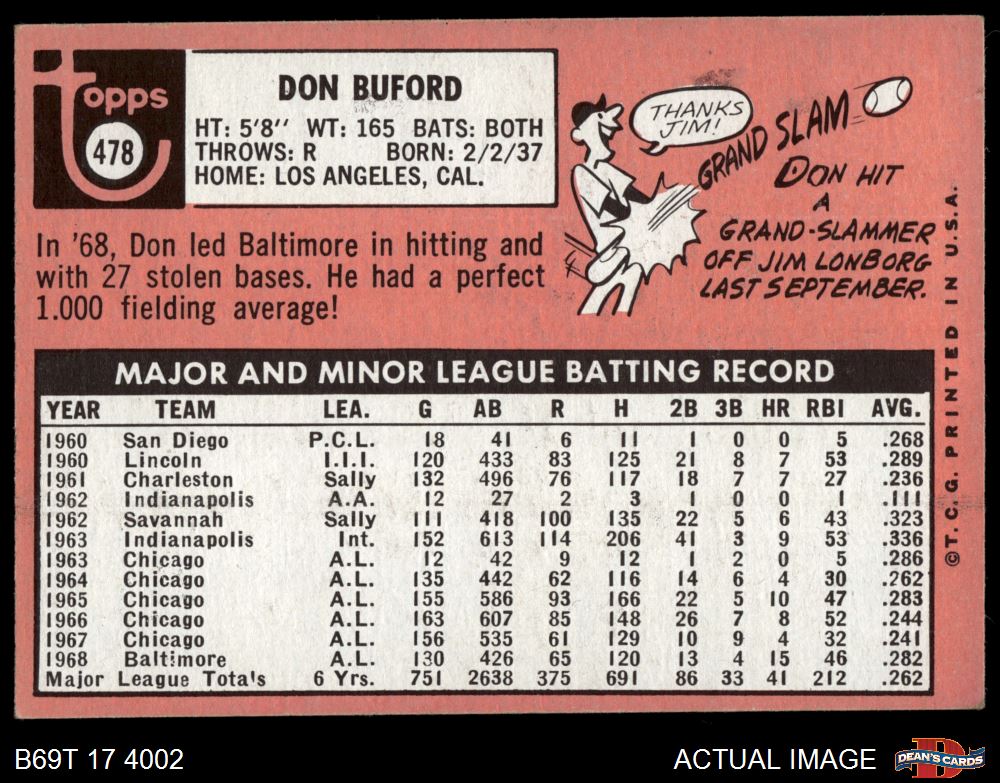 topps
478
DON BUFORD
HT: 5'8" WT: 165 BATS: BOTH
THROWS: R BORN: 2/2/37
HOME: LOS ANGELES, CAL.
In '68, Don led Baltimore in hitting and
with 27 stolen bases. He had a perfect
1.000 fielding average!
THANKS
JIM!
GRAND SLAM
DON HIT
A
GRAND-SLAMMER
OFF JIM LONBORG
LAST SEPTEMBER.
MAJOR AND MINOR LEAGUE BATTING RECORD
YEAR TEAM LEA. G AB R H 2B 3B HR RBI AVG.
1960 San Diego P.C.L. 18 41 6 11 1 0 0 5 .268
1960 Lincoln I.I.I. 120 433 83 125 21 8 7 53 .289
1961 Charleston Sally 132 496 76 117 18 7 7 27 .236
1962 Indianapolis A.A. 12 27 2 3 1 0 0 1 .111
1962 Savannah Sally 111 418 100 135 22 5 6 43 .323
1963 Indianapolis Int. 152 613 114 206 41 3 9 53 .336
1963 Chicago A.L. 12 42 9 12 1 2 0 5 .286
1964 Chicago A.L. 135 442 62 116 14 6 4 30 .262
1965 Chicago A.L. 155 586 93 166 22 5 10 47 .283
1966 Chicago A.L. 163 607 85 148 26 7 8 52 .244
1967 Chicago A.L. 156 535 61 129 10 9 4 32 .241
1968 Baltimore A.L. 130 426 65 120 13 4 15 46 .282
Major League Totals 6 Yrs. 751 2638 375 691 86 33 41 212 .262
©T.C.G. PRINTED IN U.S.A.
B69T 17 4002
ACTUAL IMAGE
D
DEAN'S CARDS